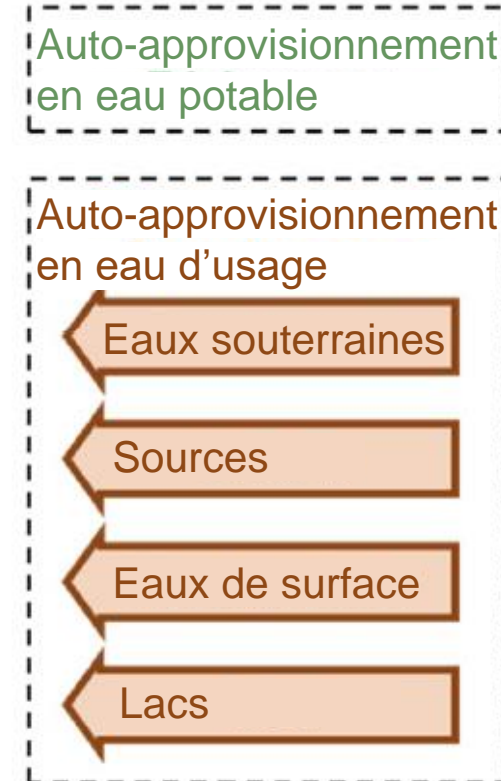 Auto-approvisionnement
en eau potable
Auto-approvisionnement
en eau d’usage
Eaux souterraines
Sources
Eaux de surface
Lacs